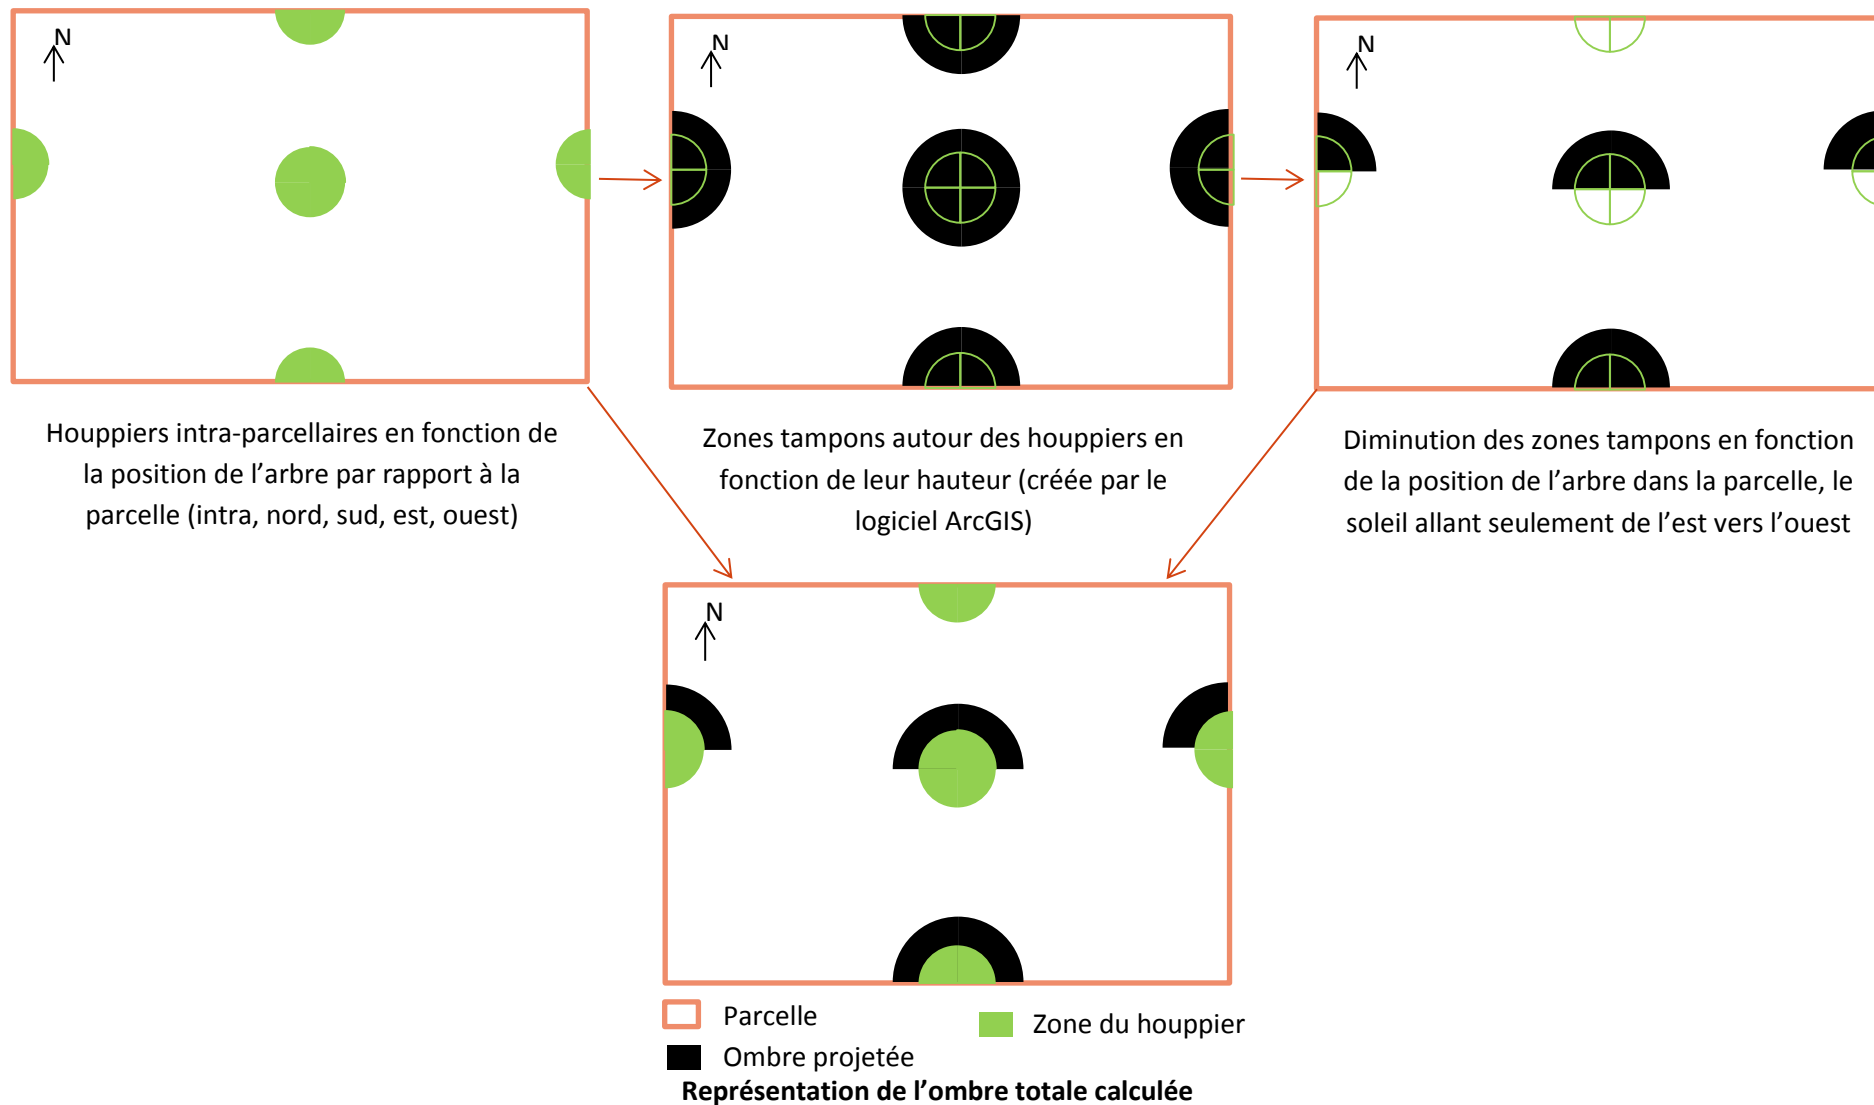 N
N
N
Houppiers intra-parcellaires en fonction de
la position de l’arbre par rapport à la
parcelle (intra, nord, sud, est, ouest)
Zones tampons autour des houppiers en
fonction de leur hauteur (créée par le
logiciel ArcGIS)
Diminution des zones tampons en fonction
de la position de l’arbre dans la parcelle, le
soleil allant seulement de l’est vers l’ouest
N
Parcelle
Zone du houppier
Ombre projetée
Représentation de l’ombre totale calculée